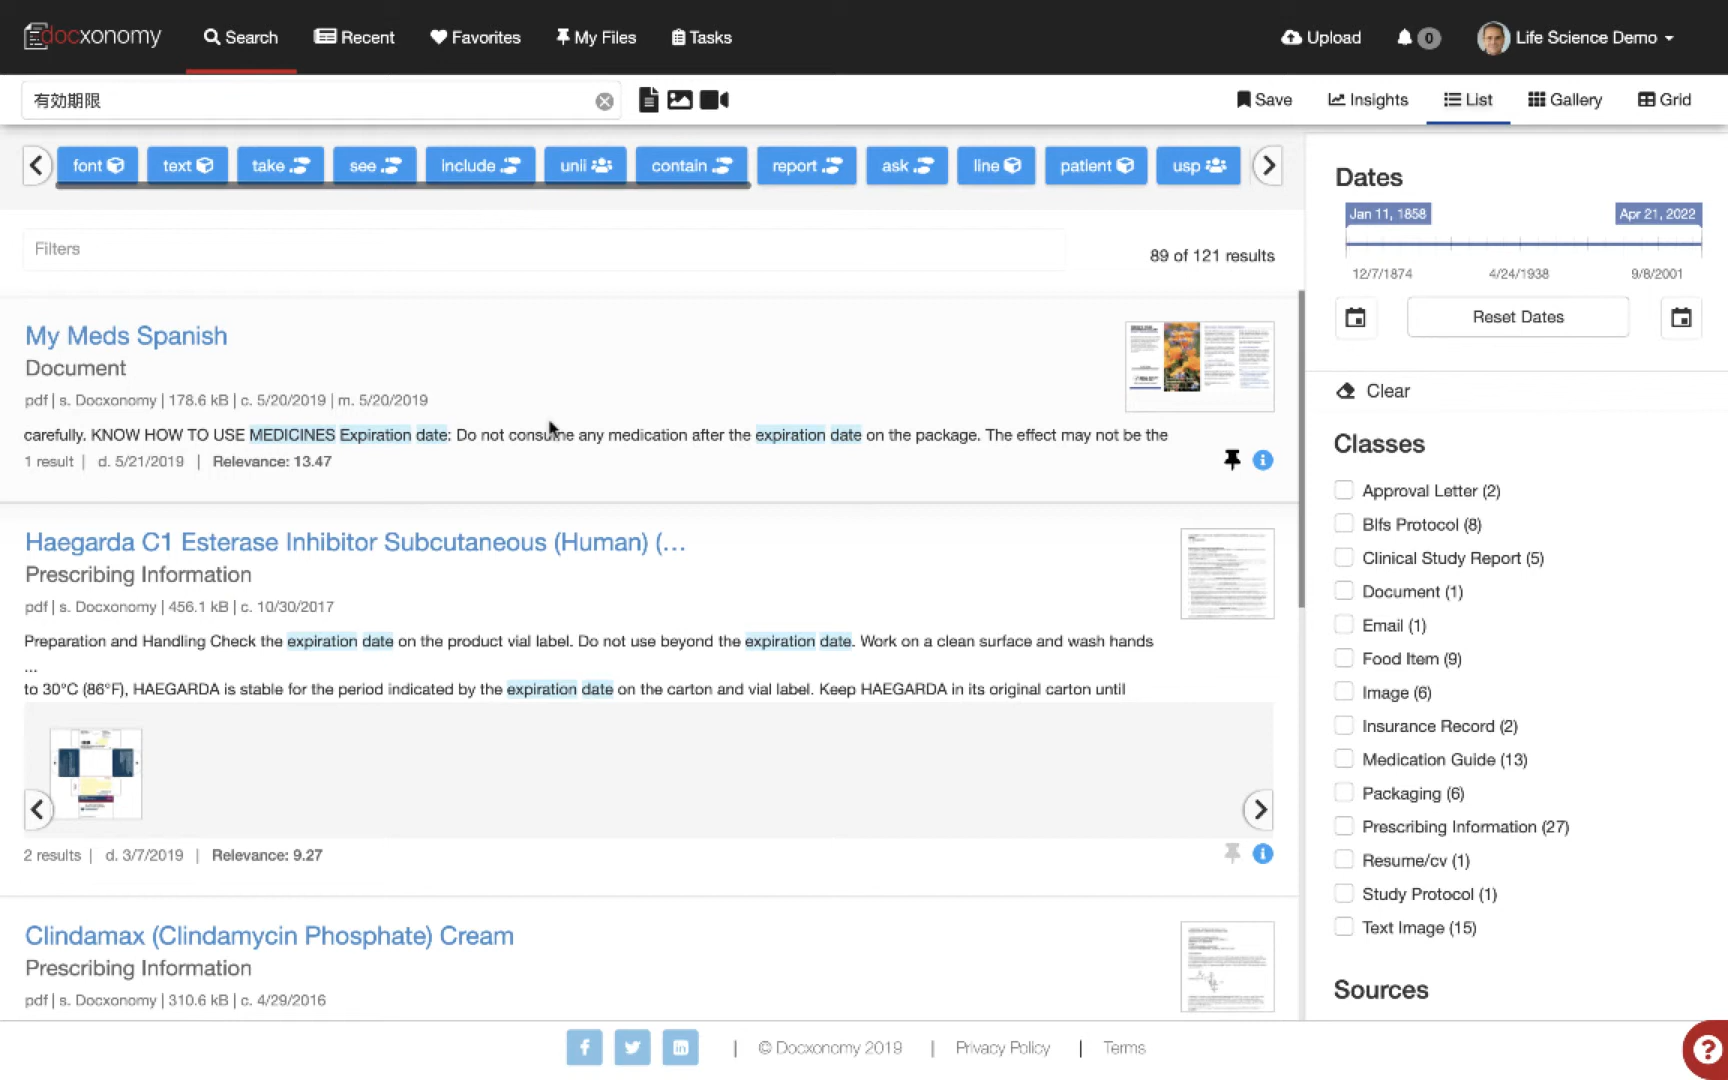 docxonomy Search Recent Favorites My Files Tasks Upload 0 Life Science Demo
有効期限 Save Insights List Gallery Grid
font text take see include unii contain report ask line patient usp
Filters
89 of 121 results
My Meds Spanish
Document
pdf | s. Docxonomy | 178.6 kB | c. 5/20/2019 | m. 5/20/2019
carefully. KNOW HOW TO USE MEDICINES Expiration date: Do not consume any medication after the expiration date on the package. The effect may not be the
1 result | d. 5/21/2019 | Relevance: 13.47
Haegarda C1 Esterase Inhibitor Subcutaneous (Human) (...
Prescribing Information
pdf | s. Docxonomy | 456.1 kB | c. 10/30/2017
Preparation and Handling Check the expiration date on the product vial label. Do not use beyond the expiration date. Work on a clean surface and wash hands
...
to 30°C (86°F), HAEGARDA is stable for the period indicated by the expiration date on the carton and vial label. Keep HAEGARDA in its original carton until
2 results | d. 3/7/2019 | Relevance: 9.27
Clindamax (Clindamycin Phosphate) Cream
Prescribing Information
pdf | s. Docxonomy | 310.6 kB | c. 4/29/2016
Dates
Jan 11, 1858 Apr 21, 2022
12/7/1874 4/24/1938 9/8/2001
Reset Dates
Clear
Classes
Approval Letter (2)
Blfs Protocol (8)
Clinical Study Report (5)
Document (1)
Email (1)
Food Item (9)
Image (6)
Insurance Record (2)
Medication Guide (13)
Packaging (6)
Prescribing Information (27)
Resume/cv (1)
Study Protocol (1)
Text Image (15)
Sources
| © Docxonomy 2019 | Privacy Policy | Terms